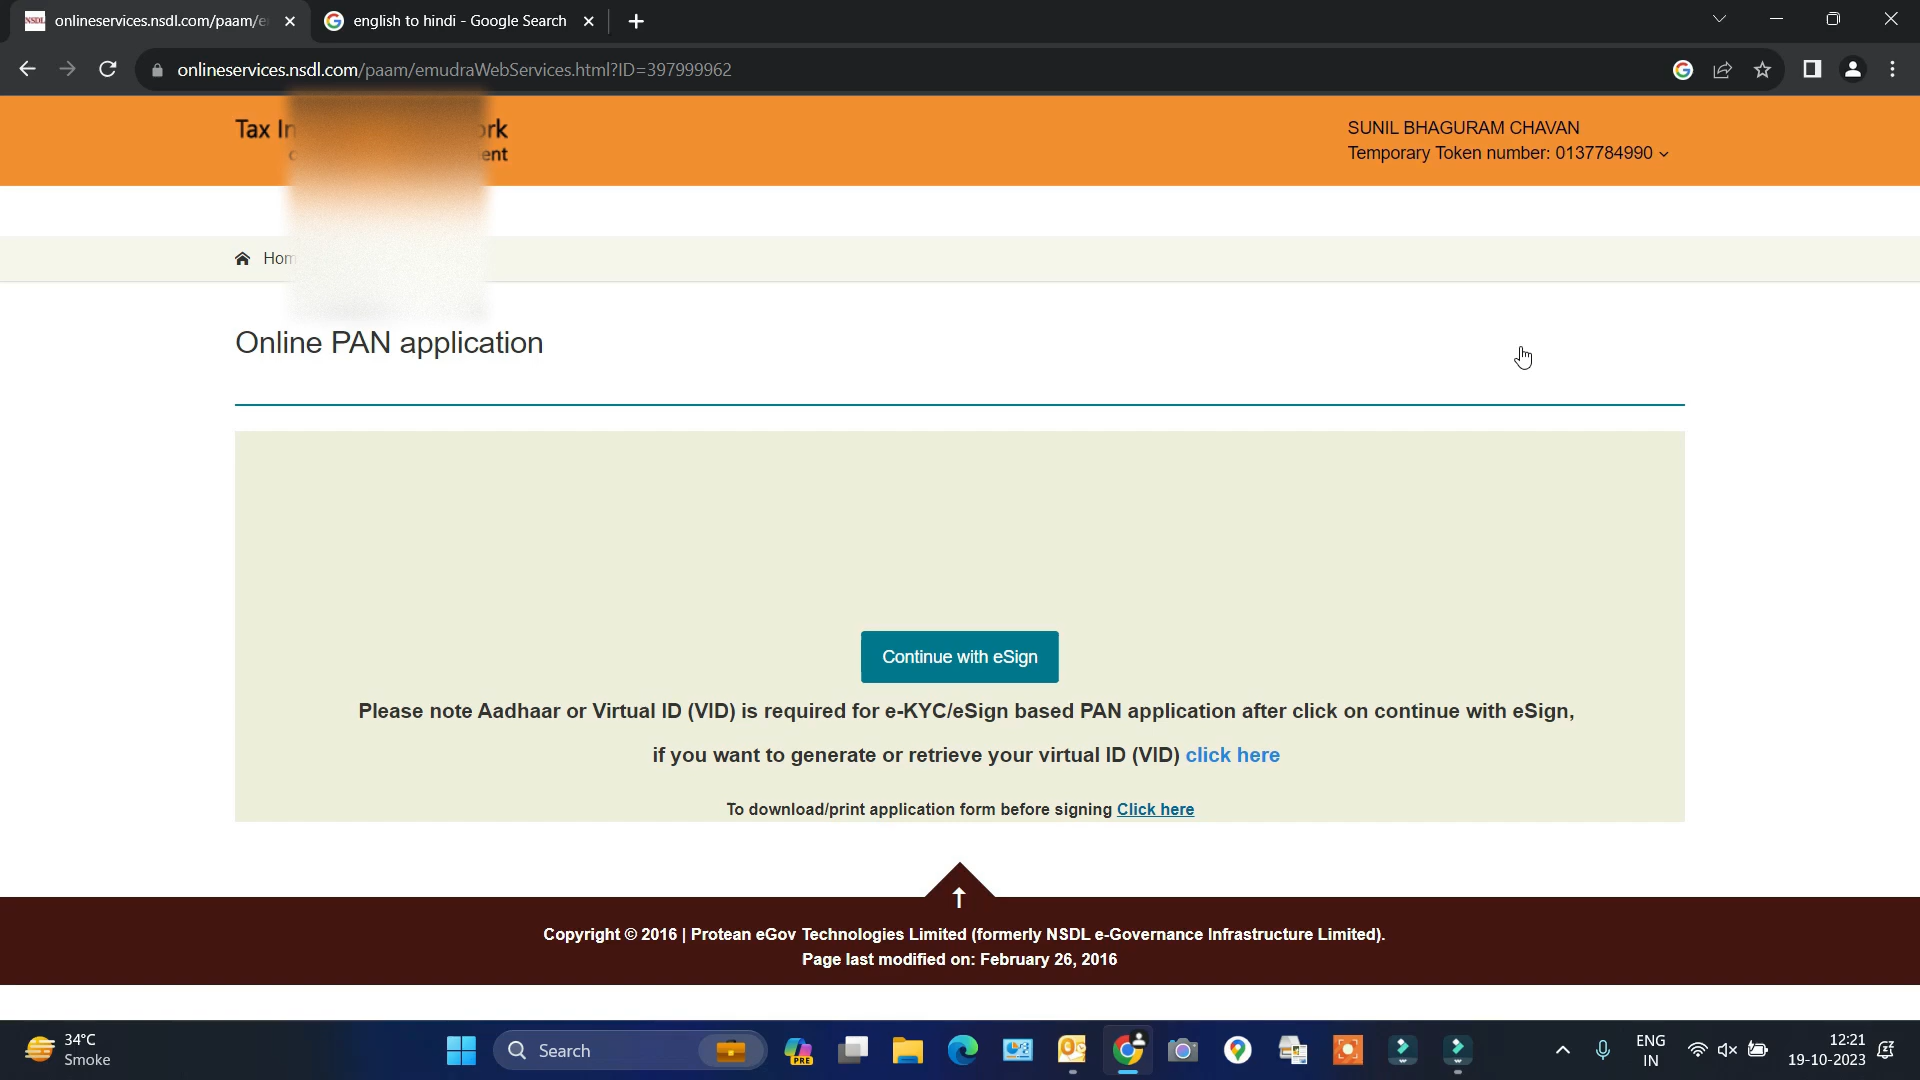 onlineservices.nsdl.com/paam/e
english to hindi - Google Search
onlineservices.nsdl.com/paam/emudraWebServices.html?ID=397999962
Tax In
SUNIL BHAGURAM CHAVAN
Temporary Token number: 0137784990
Online PAN application
Continue with eSign
Please note Aadhaar or Virtual ID (VID) is required for e-KYC/eSign based PAN application after click on continue with eSign,
if you want to generate or retrieve your virtual ID (VID) click here
To download/print application form before signing Click here
Copyright © 2016 | Protean eGov Technologies Limited (formerly NSDL e-Governance Infrastructure Limited).
Page last modified on: February 26, 2016
34°C
Smoke
Search
PRE
ENG
IN
12:21
19-10-2023